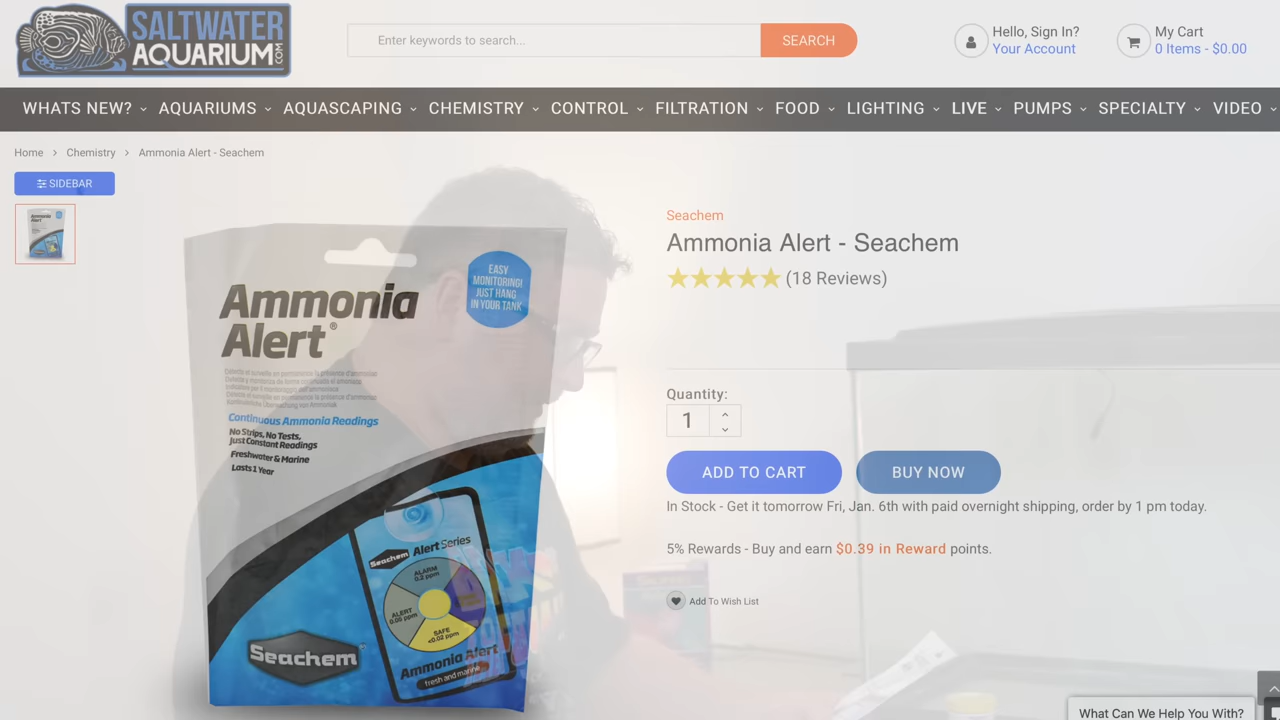 SALTWATER
AQUARIUM.COM
Enter keywords to search...
SEARCH
Hello, Sign In?
Your Account
My Cart
0 Items - $0.00
WHATS NEW? AQUARIUMS AQUASCAPING CHEMISTRY CONTROL FILTRATION FOOD LIGHTING LIVE PUMPS SPECIALTY VIDEO
Home > Chemistry > Ammonia Alert - Seachem
SIDEBAR
Ammonia
Alert®
EASY
MONITORING!
JUST HANG
IN YOUR TANK
Continuous Ammonia Readings
No Strips, No Tests,
Just Constant Readings
Freshwater & Marine
Lasts 1 Year
Seachem Alert Series
ALARM
0.2 ppm
ALERT
0.05 ppm
SAFE
<0.02 ppm
Ammonia Alert
fresh and marine
Seachem
Seachem
Ammonia Alert - Seachem
(18 Reviews)
Quantity:
1
ADD TO CART
BUY NOW
In Stock - Get it tomorrow Fri, Jan. 6th with paid overnight shipping, order by 1 pm today.
5% Rewards - Buy and earn $0.39 in Reward points.
Add To Wish List
What Can We Help You With?